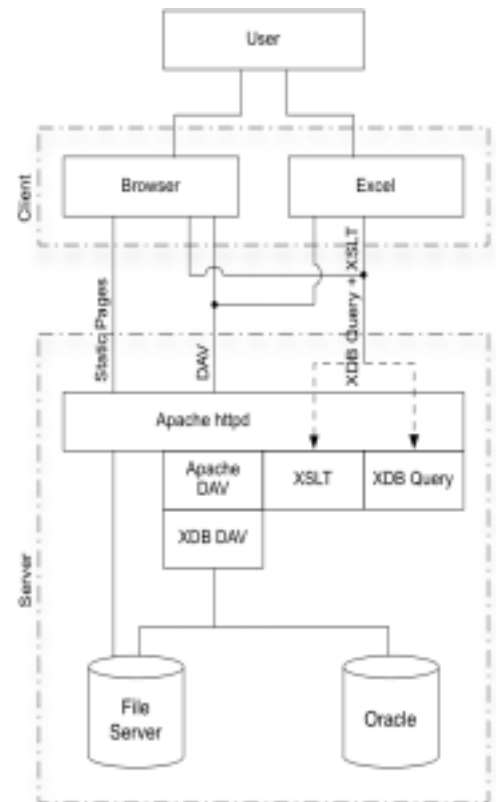 User
Client
Browser
Excel
Static Pages
DAV
XDB Query + XSLT
Server
Apache httpd
Apache
DAV
XSLT
XDB Query
XDB DAV
File
Server
Oracle